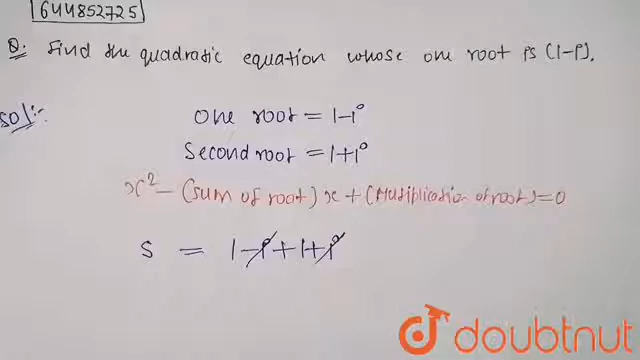 644852725
Q. Find the quadratic equation whose one root is (1-i).
Sol:-
One root = 1-i
Second root = 1+i
x² - (sum of root) x + (Multiplication of root) = 0
S = 1-i+1+i
doubtnut